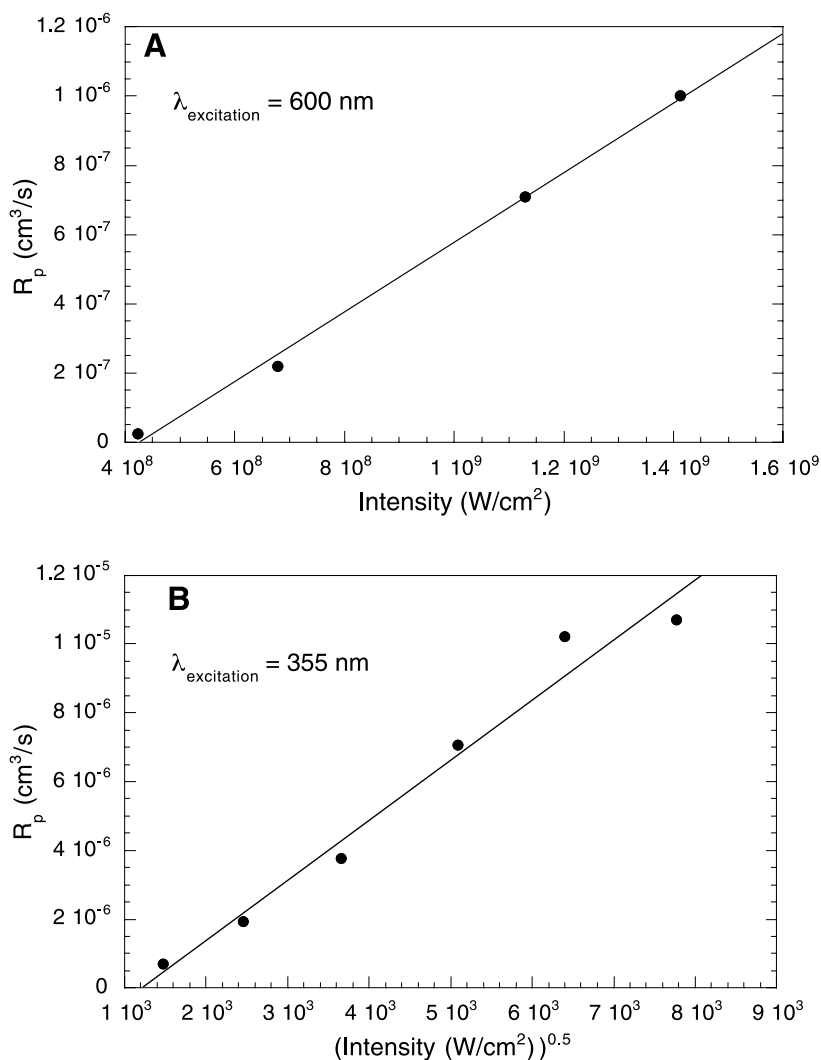 A
λexcitation = 600 nm
Rp (cm³/s)
1.2 10⁻⁶
1 10⁻⁶
8 10⁻⁷
6 10⁻⁷
4 10⁻⁷
2 10⁻⁷
0
4 10⁸ 6 10⁸ 8 10⁸ 1 10⁹ 1.2 10⁹ 1.4 10⁹ 1.6 10⁹
Intensity (W/cm²)
B
λexcitation = 355 nm
Rp (cm³/s)
1.2 10⁻⁵
1 10⁻⁵
8 10⁻⁶
6 10⁻⁶
4 10⁻⁶
2 10⁻⁶
0
1 10³ 2 10³ 3 10³ 4 10³ 5 10³ 6 10³ 7 10³ 8 10³ 9 10³
(Intensity (W/cm²) )⁰·⁵